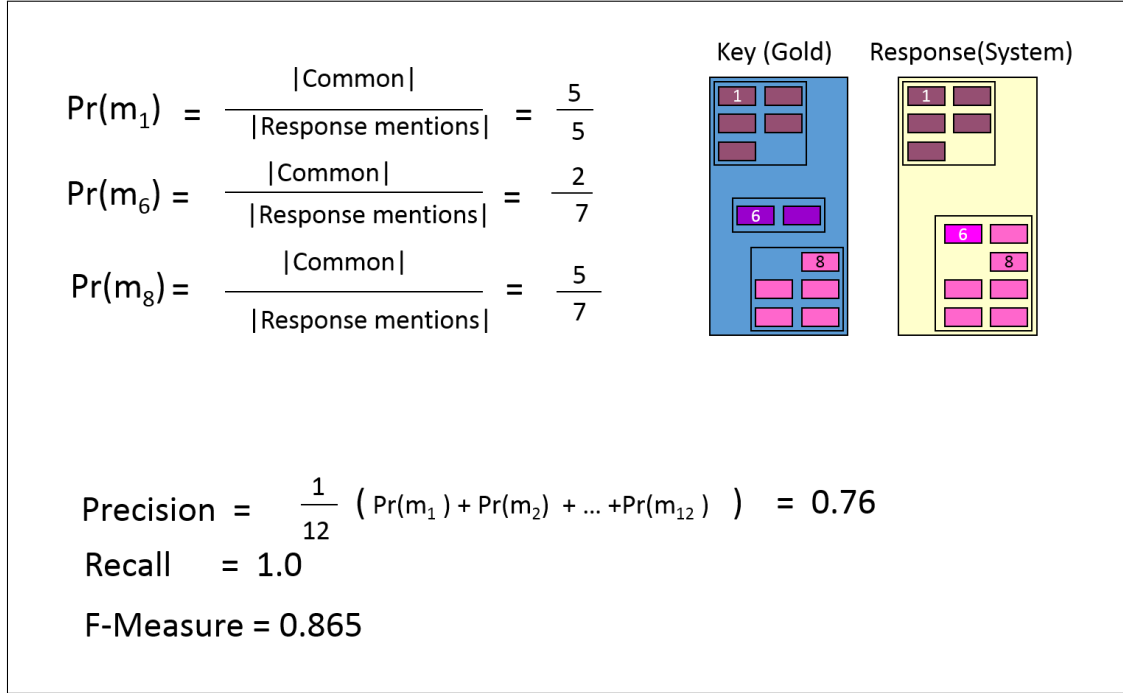 Key (Gold) Response(System)
Pr(m1) = |Common| / |Response mentions| = 5 / 5
Pr(m6) = |Common| / |Response mentions| = 2 / 7
Pr(m8) = |Common| / |Response mentions| = 5 / 7
1 1
6 6
8 8
Precision = 1 / 12 ( Pr(m1 ) + Pr(m2) + ... +Pr(m12 ) ) = 0.76
Recall = 1.0
F-Measure = 0.865